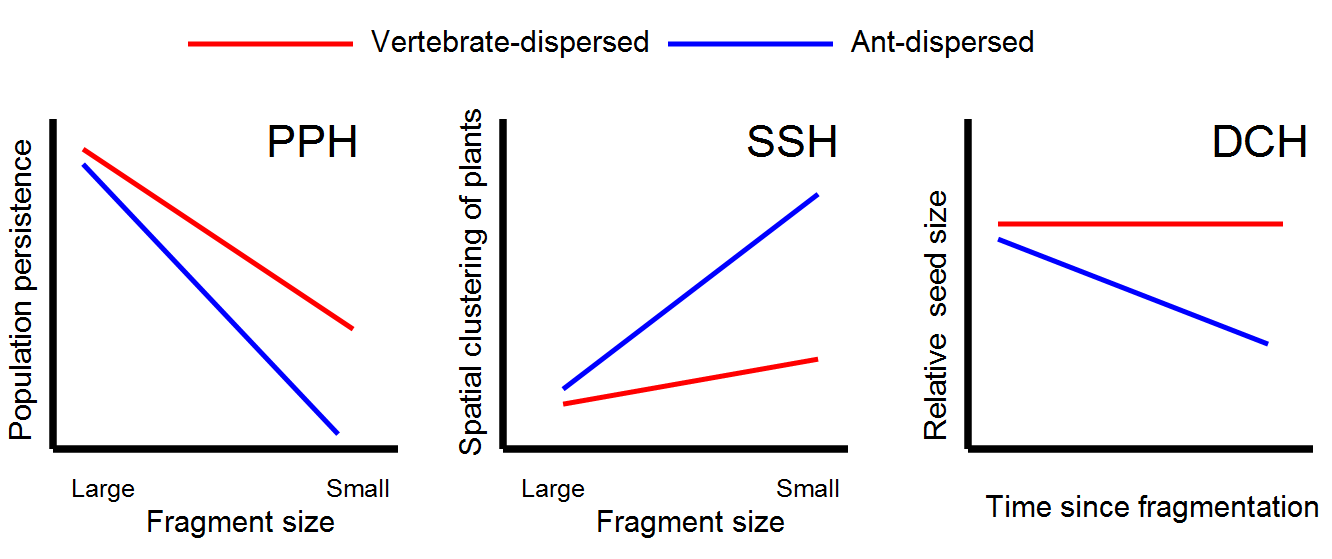 Vertebrate-dispersed
Ant-dispersed
PPH
Population persistence
Large
Small
Fragment size
SSH
Spatial clustering of plants
Large
Small
Fragment size
DCH
Relative seed size
Time since fragmentation